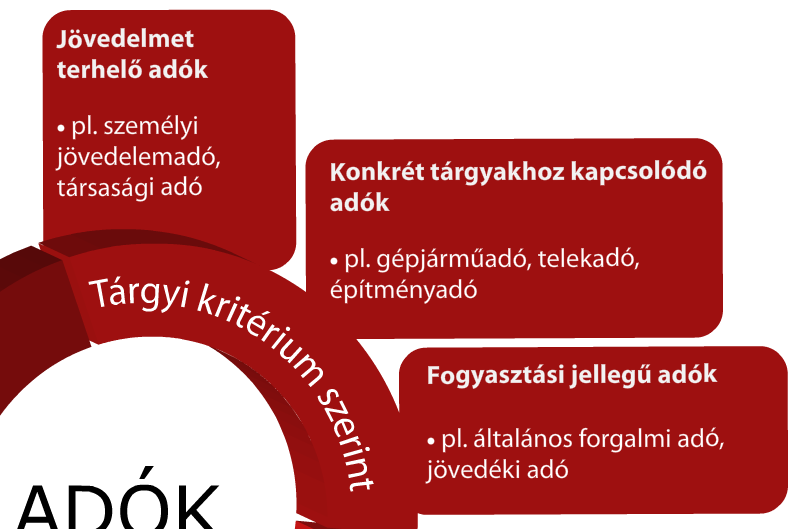 Jövedelmet
terhelő adók
• pl. személyi
jövedelemadó,
társasági adó
Konkrét tárgyakhoz kapcsolódó
adók
• pl. gépjárműadó, telekadó,
építményadó
Tárgyi kritérium szerint
Fogyasztási jellegű adók
• pl. általános forgalmi adó,
jövedéki adó
ADÓK